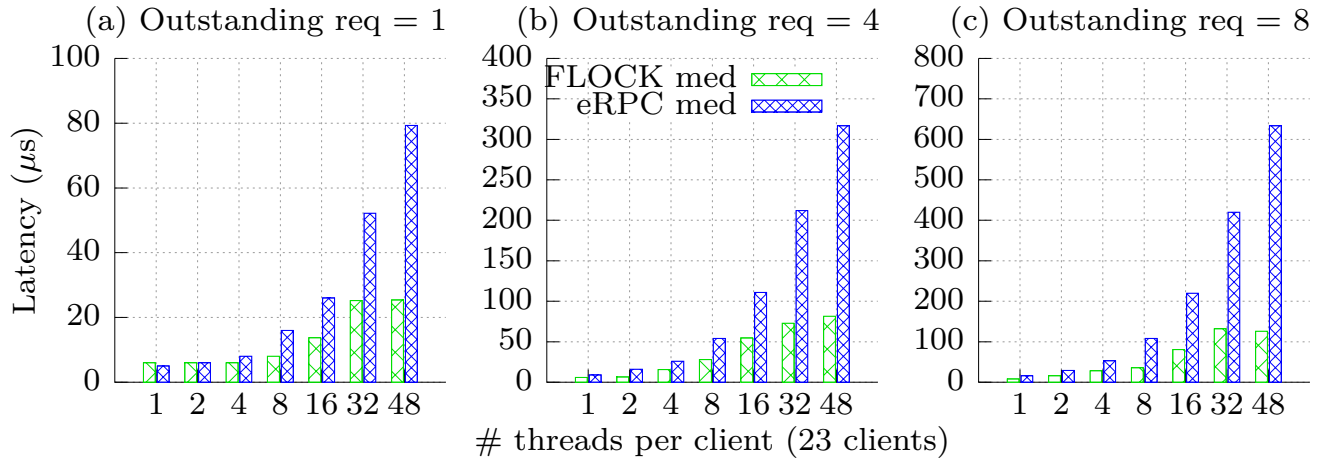 (a) Outstanding req = 1
(b) Outstanding req = 4
(c) Outstanding req = 8
Latency (μs)
100
80
60
40
20
0
1 2 4 8 16 32 48
400
350
300
250
200
150
100
50
0
FLOCK med
eRPC med
1 2 4 8 16 32 48
800
700
600
500
400
300
200
100
0
1 2 4 8 16 32 48
# threads per client (23 clients)